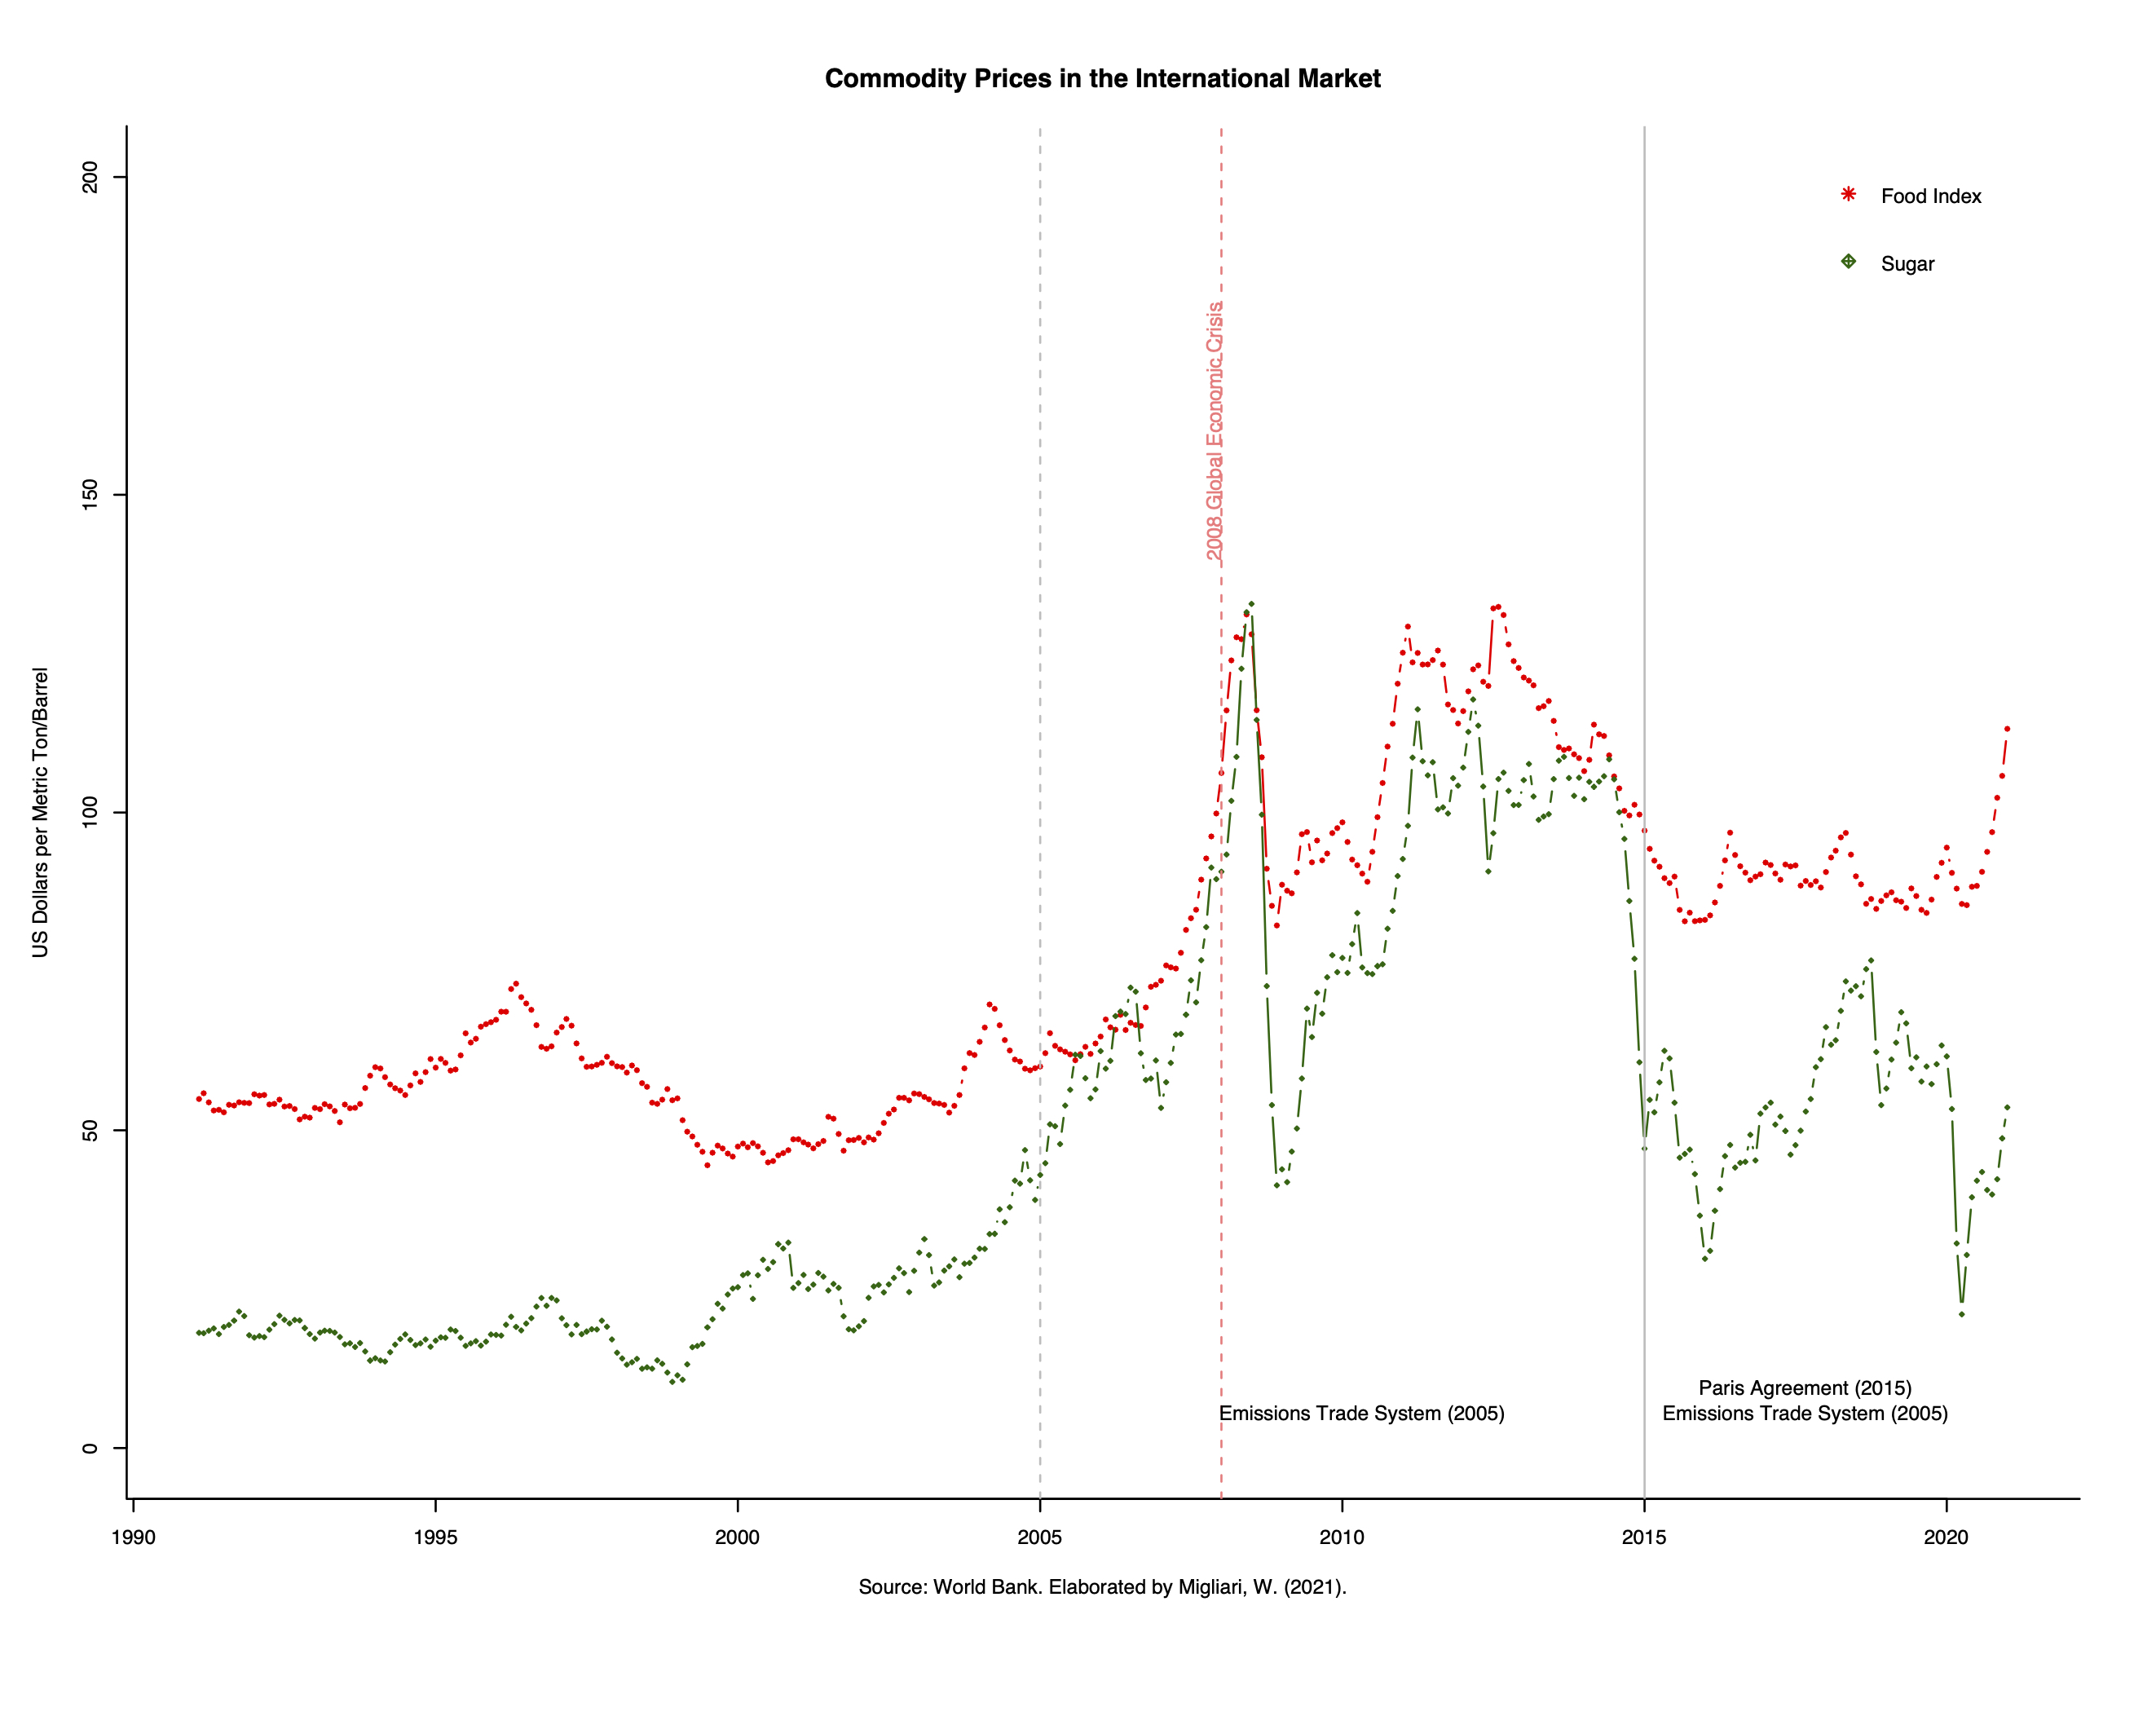 Commodity Prices in the International Market
200
150
100
50
0
US Dollars per Metric Ton/Barrel
Food Index
Sugar
2008 Global Economic Crisis
Paris Agreement (2015)
Emissions Trade System (2005)
Emissions Trade System (2005)
1990
1995
2000
2005
2010
2015
2020
Source: World Bank. Elaborated by Migliari, W. (2021).